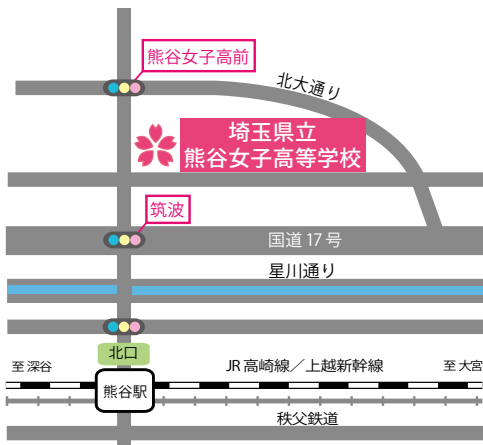 熊谷女子高前
北大通り
埼玉県立
熊谷女子高等学校
筑波
国道 17 号
星川通り
北口
至 深谷
JR 高崎線／上越新幹線
至 大宮
熊谷駅
秩父鉄道